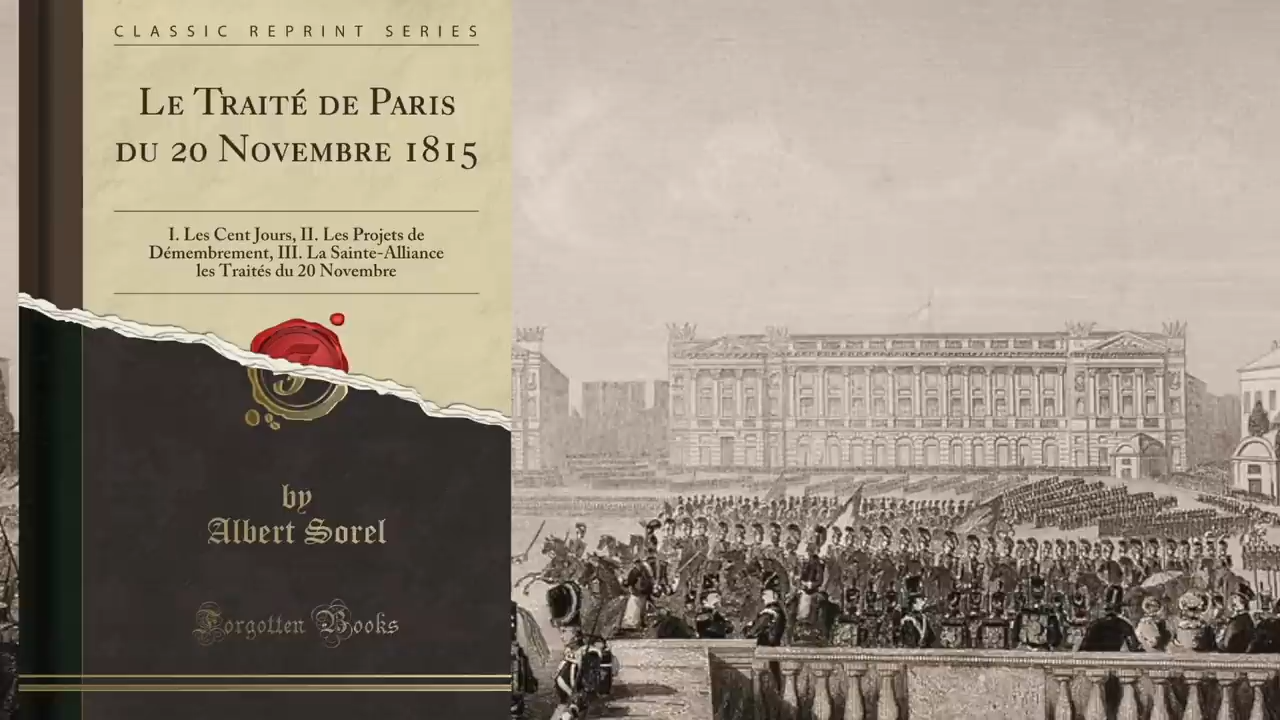 CLASSIC REPRINT SERIES
Le Traité de Paris
du 20 Novembre 1815
I. Les Cent Jours, II. Les Projets de
Démembrement, III. La Sainte-Alliance
les Traités du 20 Novembre
by
Albert Sorel
Forgotten Books